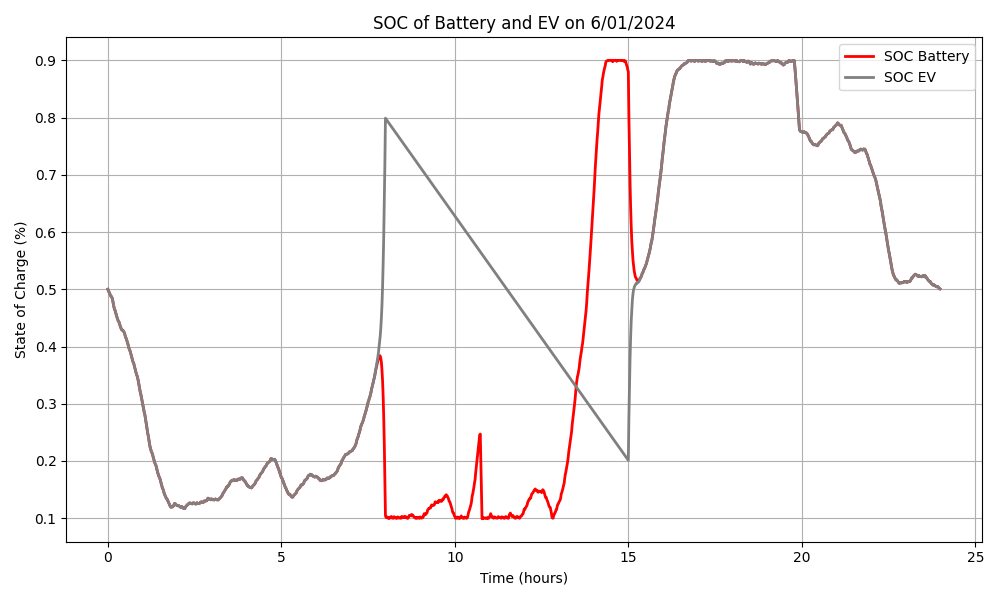 SOC of Battery and EV on 6/01/2024
SOC Battery
SOC EV
State of Charge (%)
0.9
0.8
0.7
0.6
0.5
0.4
0.3
0.2
0.1
0 5 10 15 20 25
Time (hours)